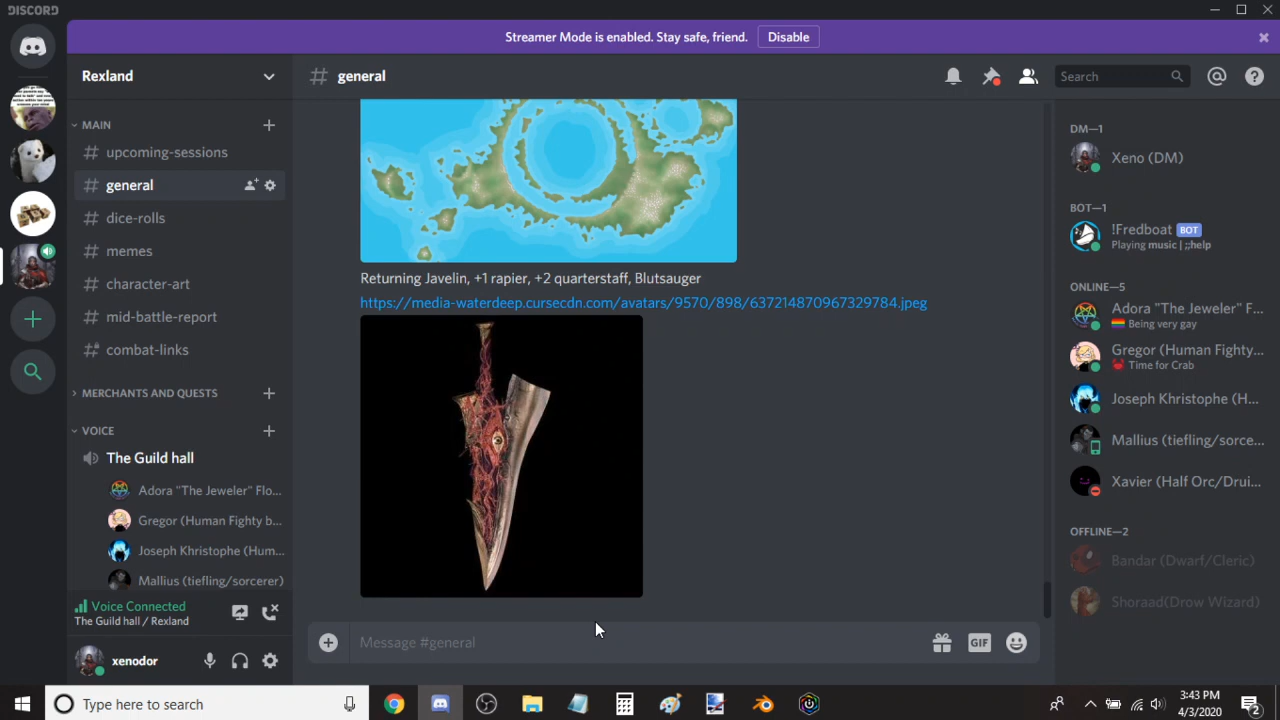 DISCORD
Streamer Mode is enabled. Stay safe, friend.
Disable
Rexland
general
Search
MAIN
upcoming-sessions
general
dice-rolls
memes
character-art
mid-battle-report
combat-links
MERCHANTS AND QUESTS
VOICE
The Guild hall
Adora "The Jeweler" Flo...
Gregor (Human Fighty b...
Joseph Khristophe (Hum...
Mallius (tiefling/sorcerer)
Voice Connected
The Guild hall / Rexland
xenodor
Returning Javelin, +1 rapier, +2 quarterstaff, Blutsauger
https://media-waterdeep.cursecdn.com/avatars/9570/898/637214870967329784.jpeg
Message #general
GIF
DM—1
Xeno (DM)
BOT—1
!Fredboat BOT
Playing music | ;;help
ONLINE—5
Adora "The Jeweler" F...
Being very gay
Gregor (Human Fighty...
Time for Crab
Joseph Khristophe (H...
Mallius (tiefling/sorce...
Xavier (Half Orc/Drui...
OFFLINE—2
Bandar (Dwarf/Cleric)
Shoraad(Drow Wizard)
Type here to search
3:43 PM
4/3/2020
2